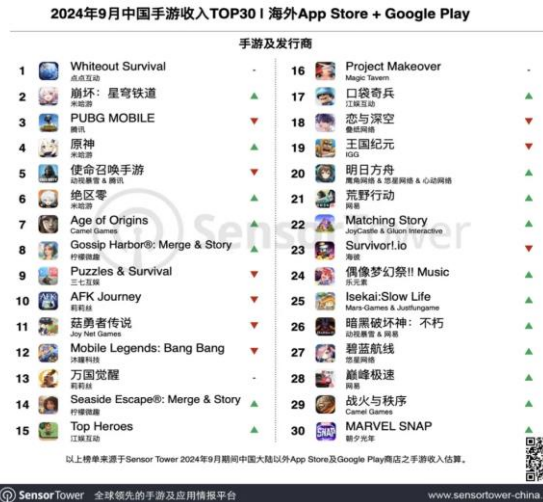 2024年9月中国手游收入TOP30 | 海外App Store + Google Play
手游及发行商
1 Whiteout Survival -
点点互动
2 崩坏：星穹铁道 ▲
米哈游
3 PUBG MOBILE ▼
腾讯
4 原神 ▲
米哈游
5 使命召唤手游 ▼
动视暴雪 & 腾讯
6 绝区零 ▲
米哈游
7 Age of Origins ▲
Camel Games
8 Gossip Harbor®: Merge & Story ▲
柠檬微趣
9 Puzzles & Survival ▼
三七互娱
10 AFK Journey ▼
莉莉丝
11 菇勇者传说 ▼
Joy Net Games
12 Mobile Legends: Bang Bang ▼
沐瞳科技
13 万国觉醒 -
莉莉丝
14 Seaside Escape®: Merge & Story ▲
柠檬微趣
15 Top Heroes ▲
江娱互动
16 Project Makeover -
Magic Tavern
17 口袋奇兵 ▲
江娱互动
18 恋与深空 ▼
叠纸网络
19 王国纪元 ▼
IGG
20 明日方舟 ▲
鹰角网络 & 悠星网络 & 心动网络
21 荒野行动 ▲
网易
22 Matching Story ▲
JoyCastle & Gluon Interactive
23 Survivor!.io ▼
海彼
24 偶像梦幻祭!! Music ▲
乐元素
25 Isekai:Slow Life ▲
Mars-Games & Justfungame
26 暗黑破坏神：不朽 ▲
动视暴雪 & 网易
27 碧蓝航线 ▲
悠星网络
28 巅峰极速 ▲
网易
29 战火与秩序 ▲
Camel Games
30 MARVEL SNAP ▲
朝夕光年
SensorTower
以上榜单来源于Sensor Tower 2024年9月期间中国大陆以外App Store及Google Play商店之手游收入估算。
SensorTower 全球领先的手游及应用情报平台 www.sensortower-china.